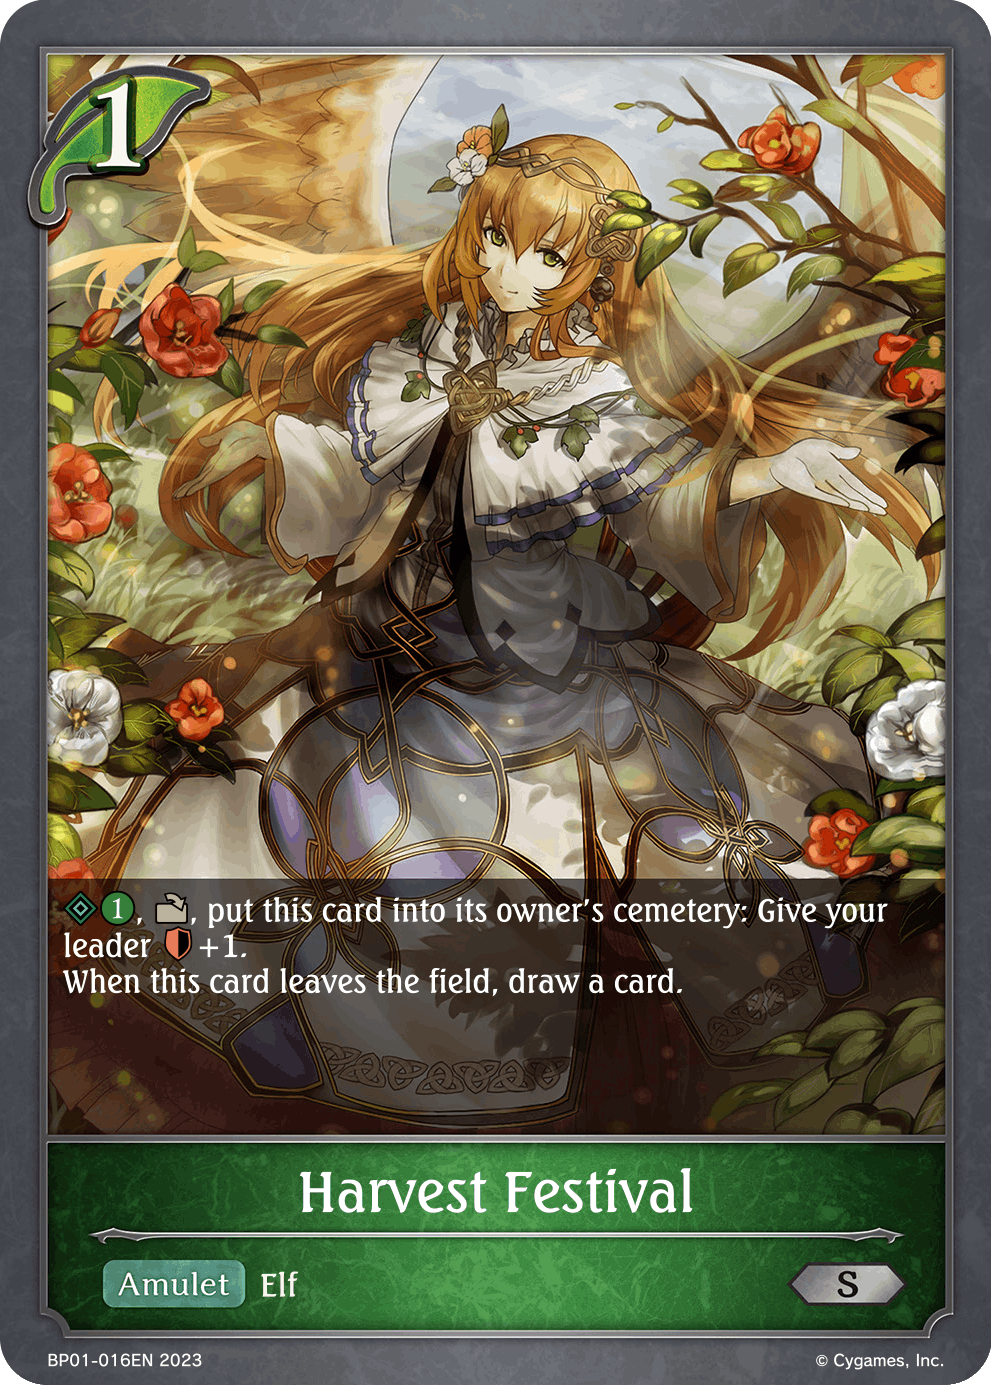 1
1, , put this card into its owner's cemetery: Give your
leader +1.
When this card leaves the field, draw a card.
Harvest Festival
Amulet Elf S
BP01-016EN 2023 © Cygames, Inc.